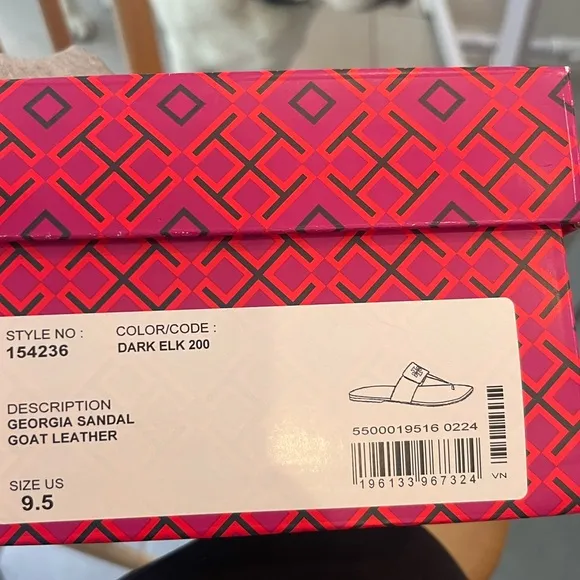 STYLE NO : COLOR/CODE :
154236 DARK ELK 200
DESCRIPTION
GEORGIA SANDAL
GOAT LEATHER
5500019516 0224
196133 967324
VN
SIZE US
9.5